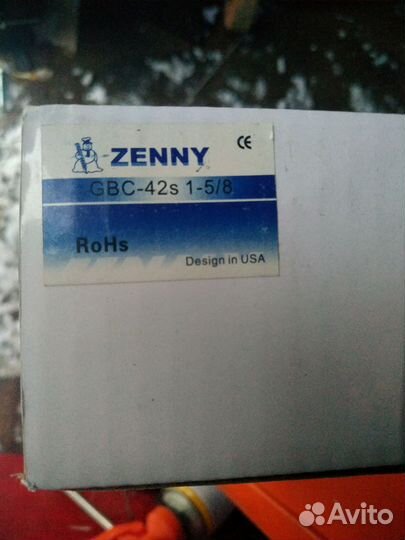 ZENNY CE
GBC-42s 1-5/8
RoHs
Design in USA
Avito